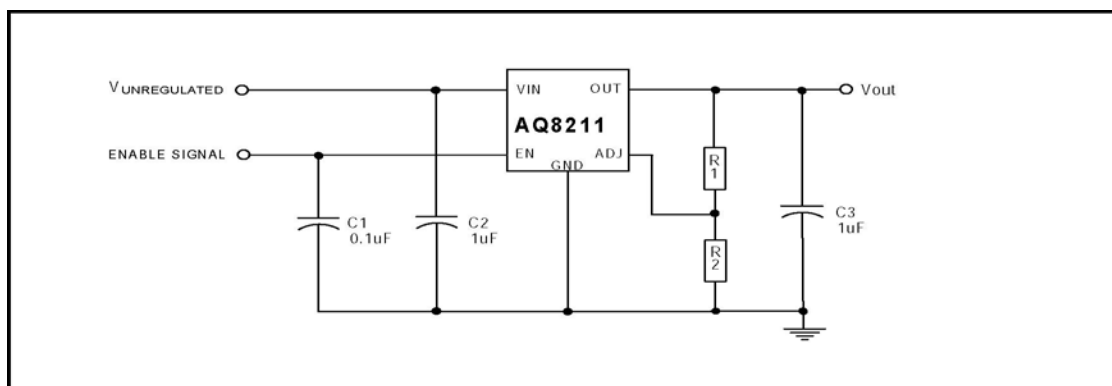 VUNREGULATED
VIN
OUT
Vout
AQ8211
ENABLE SIGNAL
EN
ADJ
GND
R1
C1
0.1uF
C2
1uF
R2
C3
1uF